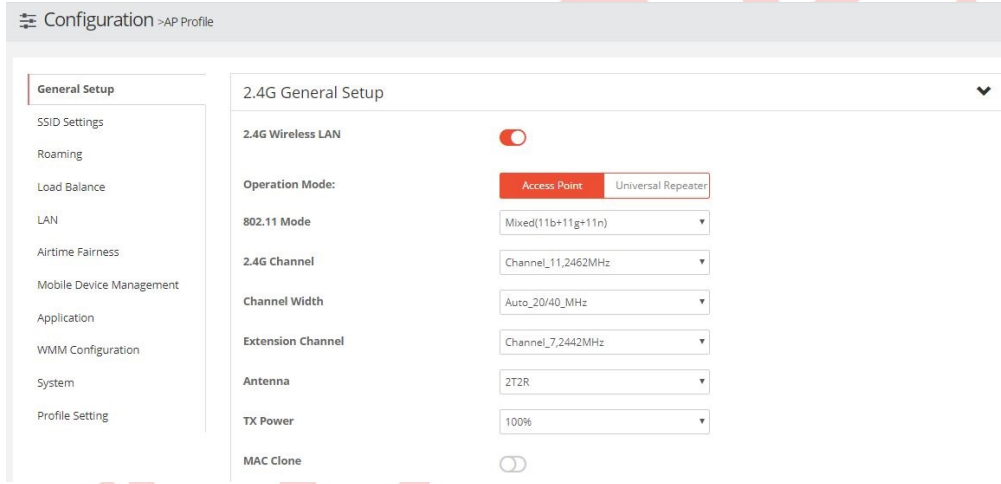 Configuration >AP Profile
General Setup
SSID Settings
Roaming
Load Balance
LAN
Airtime Fairness
Mobile Device Management
Application
WMM Configuration
System
Profile Setting
2.4G General Setup
2.4G Wireless LAN
Operation Mode: Access Point Universal Repeater
802.11 Mode Mixed(11b+11g+11n)
2.4G Channel Channel_11,2462MHz
Channel Width Auto_20/40_MHz
Extension Channel Channel_7,2442MHz
Antenna 2T2R
TX Power 100%
MAC Clone